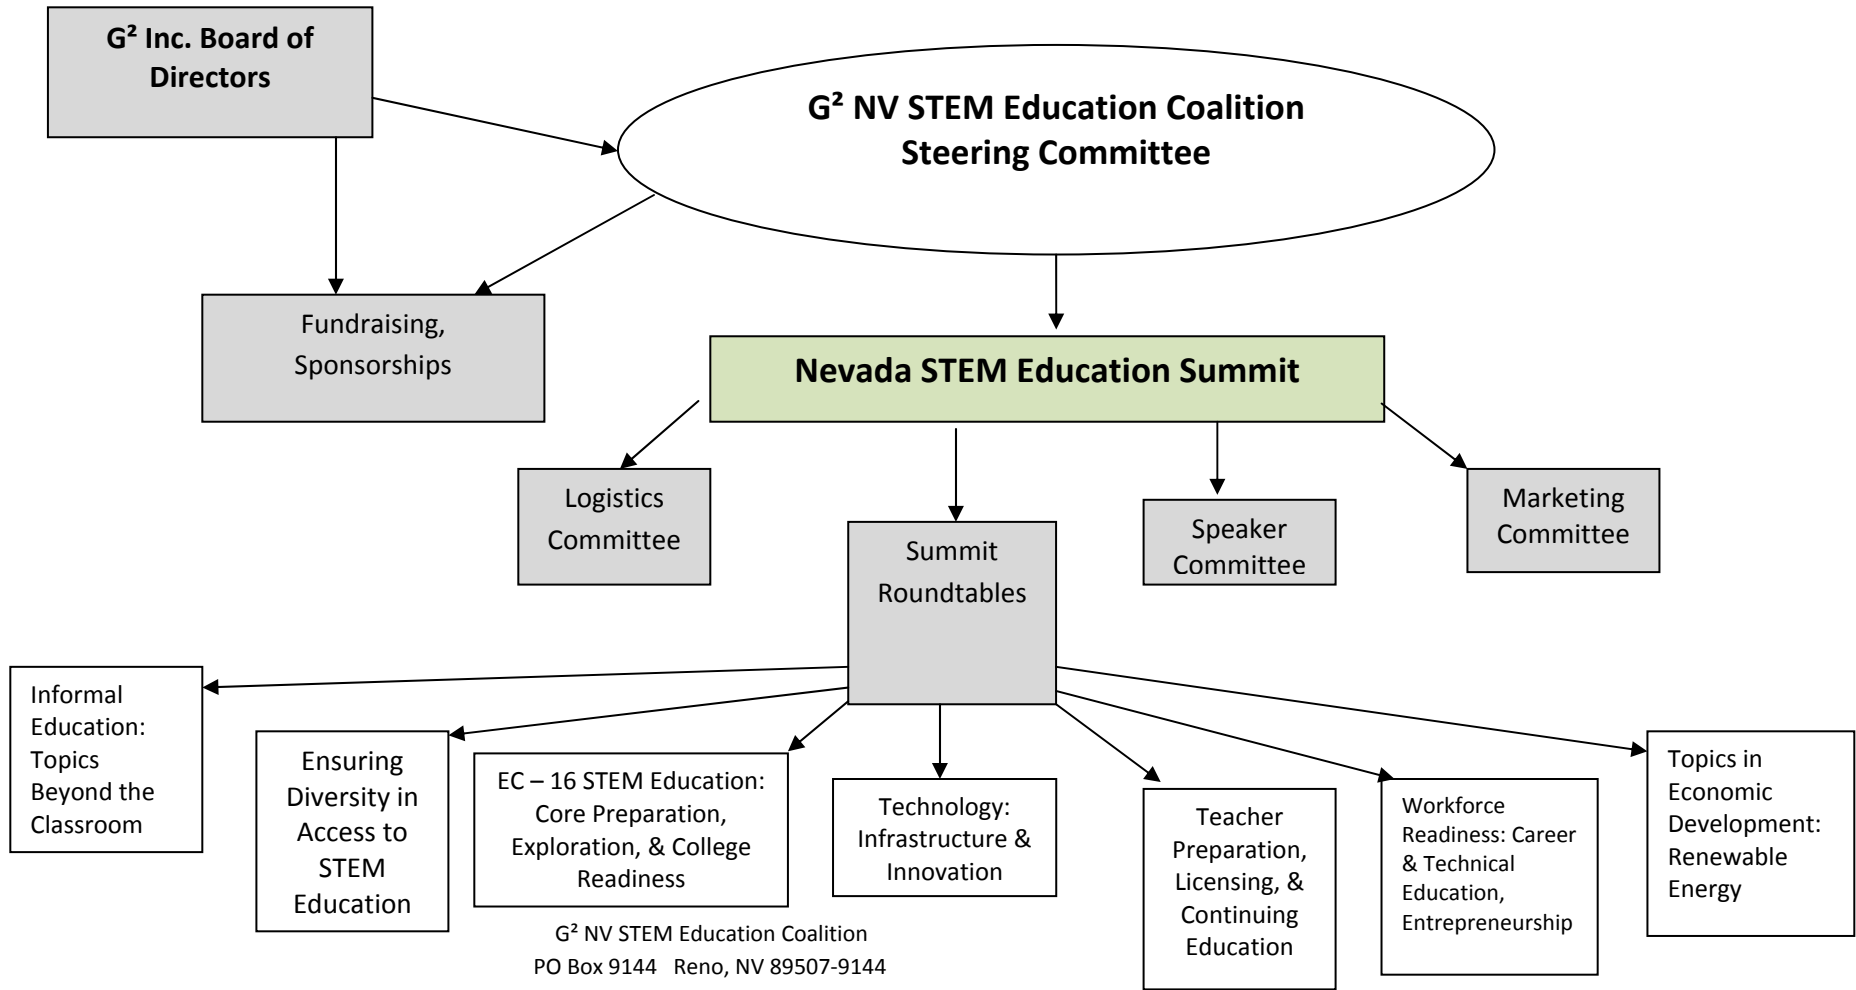 G² Inc. Board of
Directors
G² NV STEM Education Coalition
Steering Committee
Fundraising,
Sponsorships
Nevada STEM Education Summit
Logistics
Committee
Summit
Roundtables
Speaker
Committee
Marketing
Committee
Informal
Education:
Topics
Beyond the
Classroom
Ensuring
Diversity in
Access to
STEM
Education
EC – 16 STEM Education:
Core Preparation,
Exploration, & College
Readiness
Technology:
Infrastructure &
Innovation
Teacher
Preparation,
Licensing, &
Continuing
Education
Workforce
Readiness: Career
& Technical
Education,
Entrepreneurship
Topics in
Economic
Development:
Renewable
Energy
G² NV STEM Education Coalition
PO Box 9144   Reno, NV 89507-9144